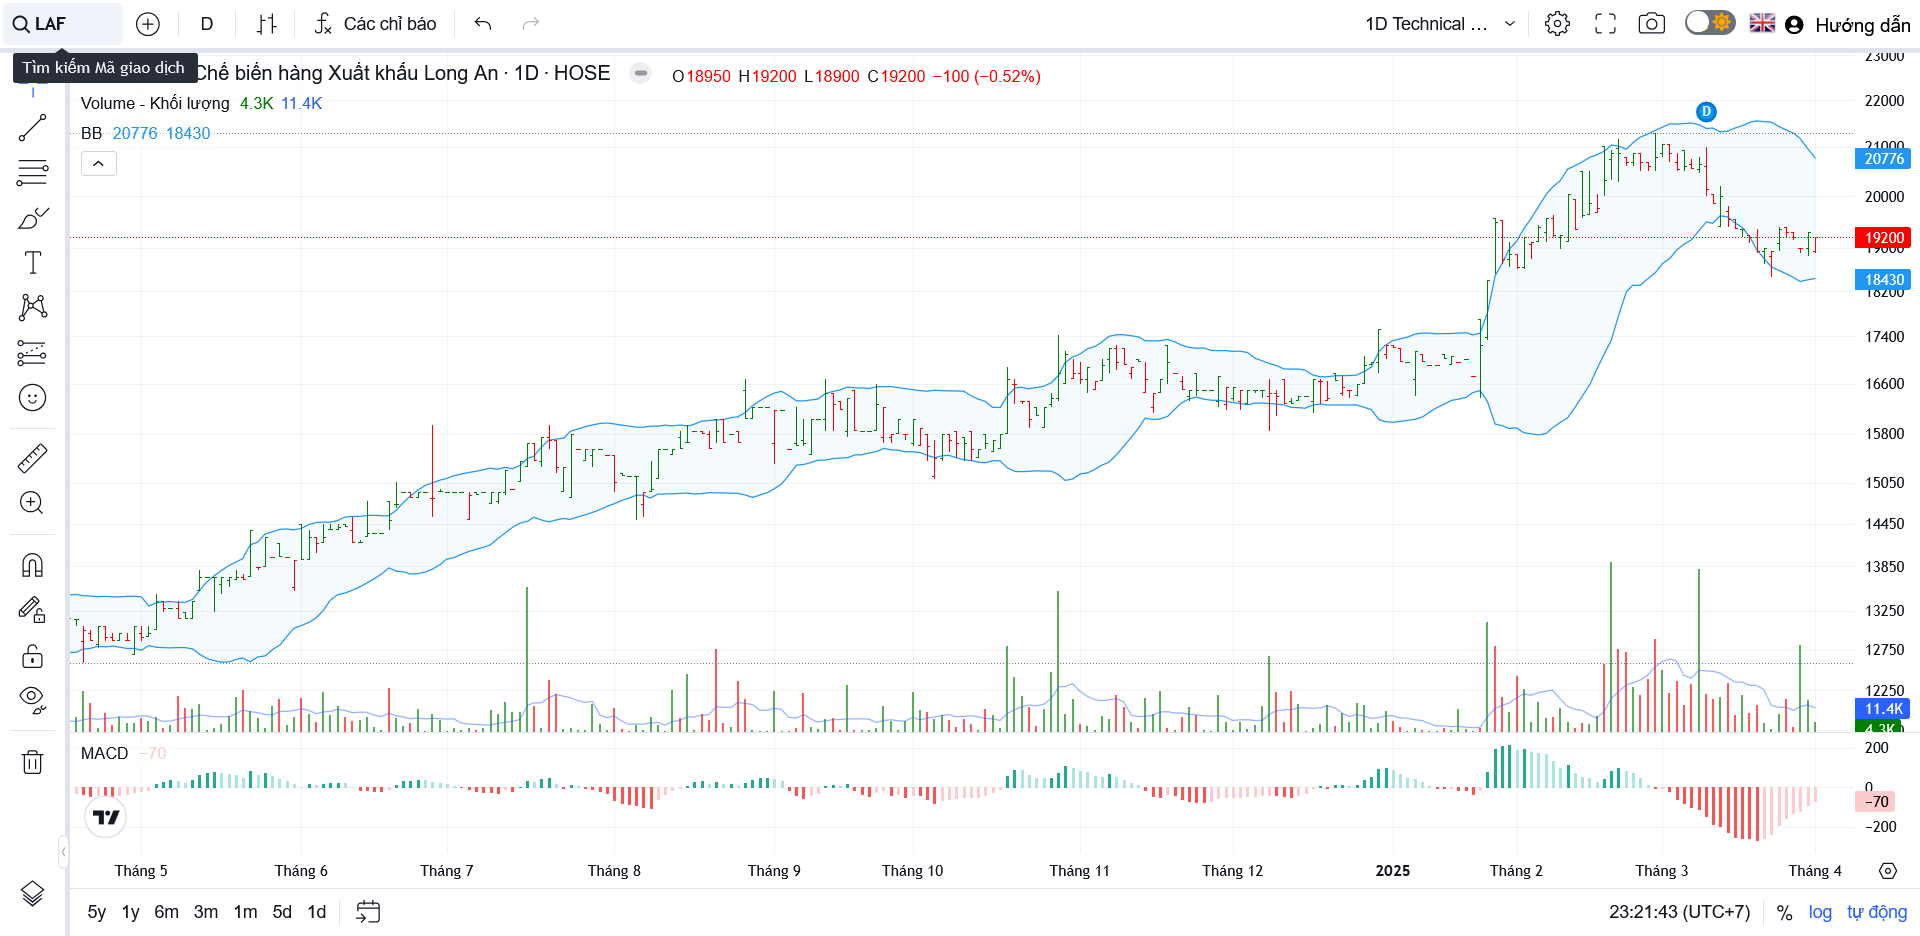 LAF
D
Các chỉ báo
1D Technical ...
Hướng dẫn
Tìm kiếm Mã giao dịch
Chế biến hàng Xuất khẩu Long An · 1D · HOSE
O18950 H19200 L18900 C19200 −100 (−0.52%)
Volume - Khối lượng 4.3K 11.4K
BB 20776 18430
D
23000
22000
21000
20776
20000
19200
19000
18430
18200
17400
16600
15800
15050
14450
13850
13250
12750
12250
11.4K
4.3K
MACD −70
200
0
−70
−200
Tháng 5
Tháng 6
Tháng 7
Tháng 8
Tháng 9
Tháng 10
Tháng 11
Tháng 12
2025
Tháng 2
Tháng 3
Tháng 4
5y 1y 6m 3m 1m 5d 1d
23:21:43 (UTC+7)
%
log
tự động